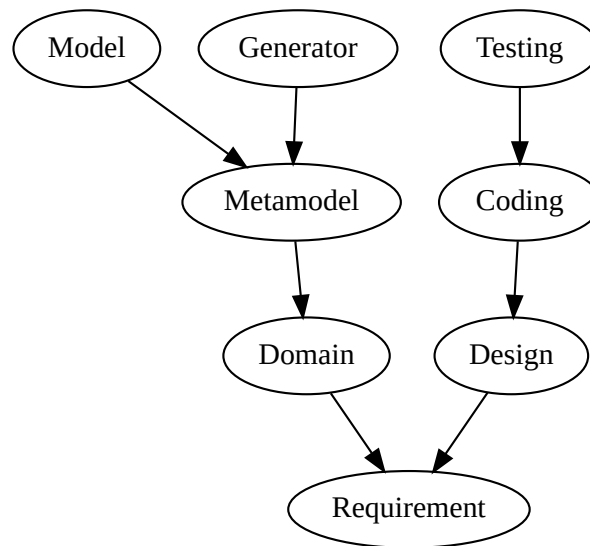 Model
Generator
Testing
Metamodel
Coding
Domain
Design
Requirement